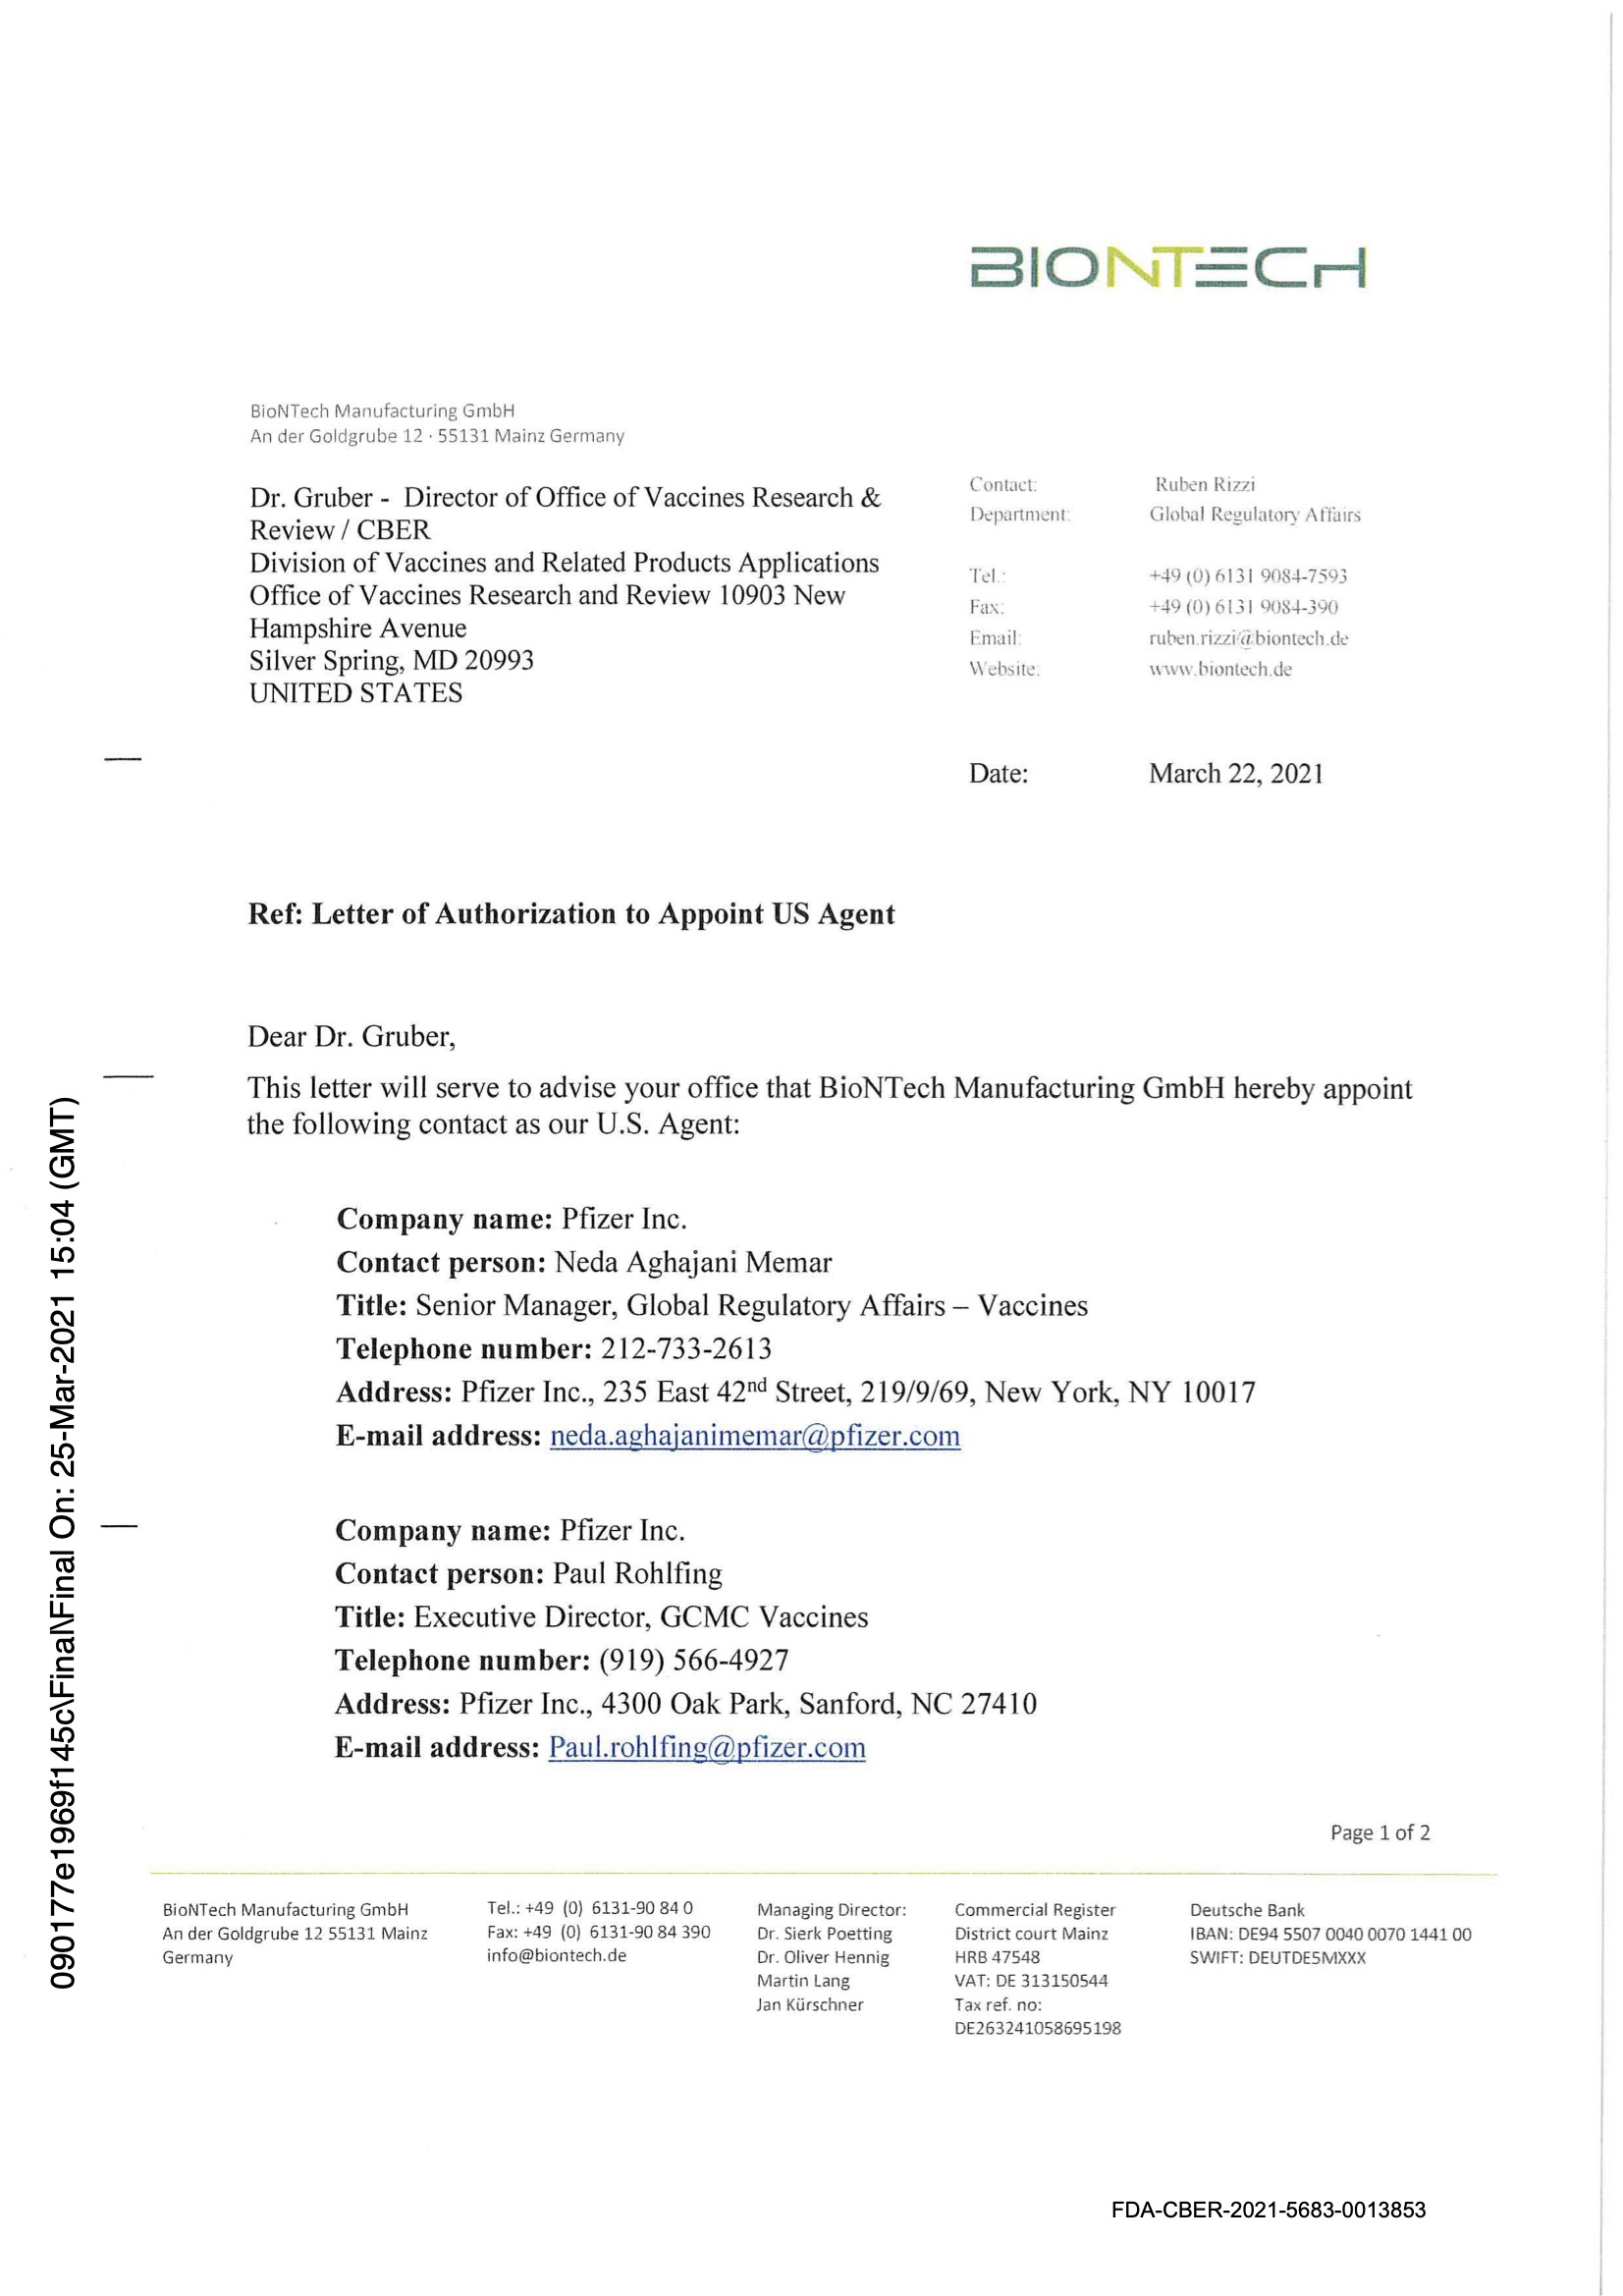 BIONTECH
BioNTech Manufacturing GmbH
An der Goldgrube 12 · 55131 Mainz Germany
Dr. Gruber - Director of Office of Vaccines Research &
Review / CBER
Division of Vaccines and Related Products Applications
Office of Vaccines Research and Review 10903 New
Hampshire Avenue
Silver Spring, MD 20993
UNITED STATES
Contact: Ruben Rizzi
Department: Global Regulatory Affairs
Tel.: +49 (0) 6131 9084-7593
Fax: +49 (0) 6131 9084-390
Email: ruben.rizzi@biontech.de
Website: www.biontech.de
Date: March 22, 2021
Ref: Letter of Authorization to Appoint US Agent
Dear Dr. Gruber,
This letter will serve to advise your office that BioNTech Manufacturing GmbH hereby appoint
the following contact as our U.S. Agent:
Company name: Pfizer Inc.
Contact person: Neda Aghajani Memar
Title: Senior Manager, Global Regulatory Affairs – Vaccines
Telephone number: 212-733-2613
Address: Pfizer Inc., 235 East 42nd Street, 219/9/69, New York, NY 10017
E-mail address: neda.aghajanimemar@pfizer.com
Company name: Pfizer Inc.
Contact person: Paul Rohlfing
Title: Executive Director, GCMC Vaccines
Telephone number: (919) 566-4927
Address: Pfizer Inc., 4300 Oak Park, Sanford, NC 27410
E-mail address: Paul.rohlfing@pfizer.com
Page 1 of 2
BioNTech Manufacturing GmbH
An der Goldgrube 12 55131 Mainz
Germany
Tel.: +49 (0) 6131-90 84 0
Fax: +49 (0) 6131-90 84 390
info@biontech.de
Managing Director:
Dr. Sierk Poetting
Dr. Oliver Hennig
Martin Lang
Jan Kürschner
Commercial Register
District court Mainz
HRB 47548
VAT: DE 313150544
Tax ref. no:
DE263241058695198
Deutsche Bank
IBAN: DE94 5507 0040 0070 1441 00
SWIFT: DEUTDE5MXXX
090177e1969f145c\Final\Final On: 25-Mar-2021 15:04 (GMT)
FDA-CBER-2021-5683-0013853